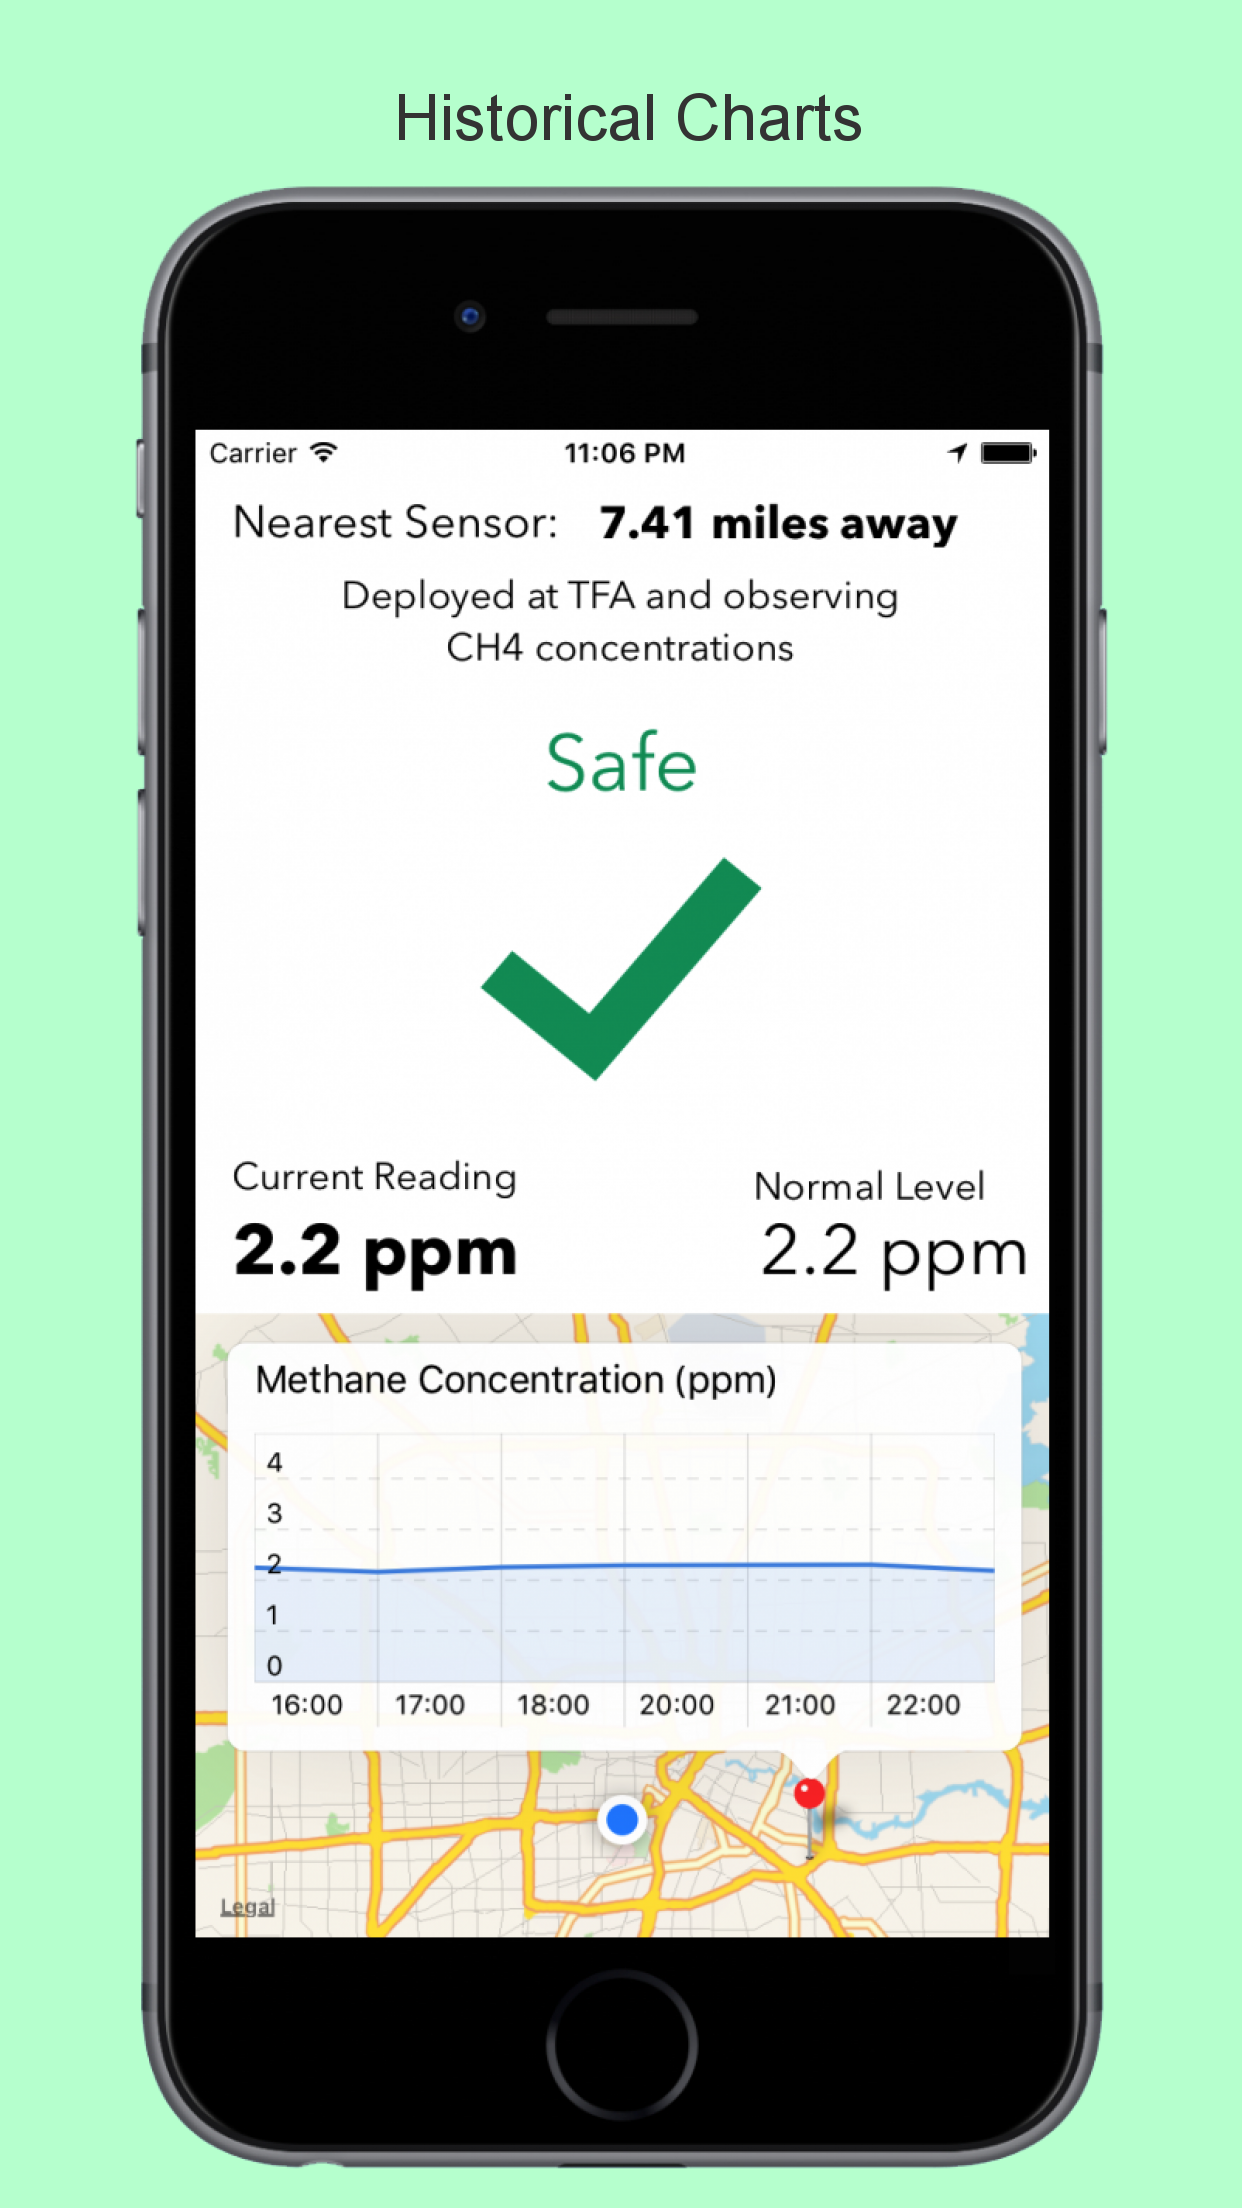 Historical Charts
Carrier 11:06 PM
Nearest Sensor: 7.41 miles away
Deployed at TFA and observing
CH4 concentrations
Safe
Current Reading
Normal Level
2.2 ppm
2.2 ppm
Methane Concentration (ppm)
4
3
2
1
0
16:00 17:00 18:00 20:00 21:00 22:00
Legal